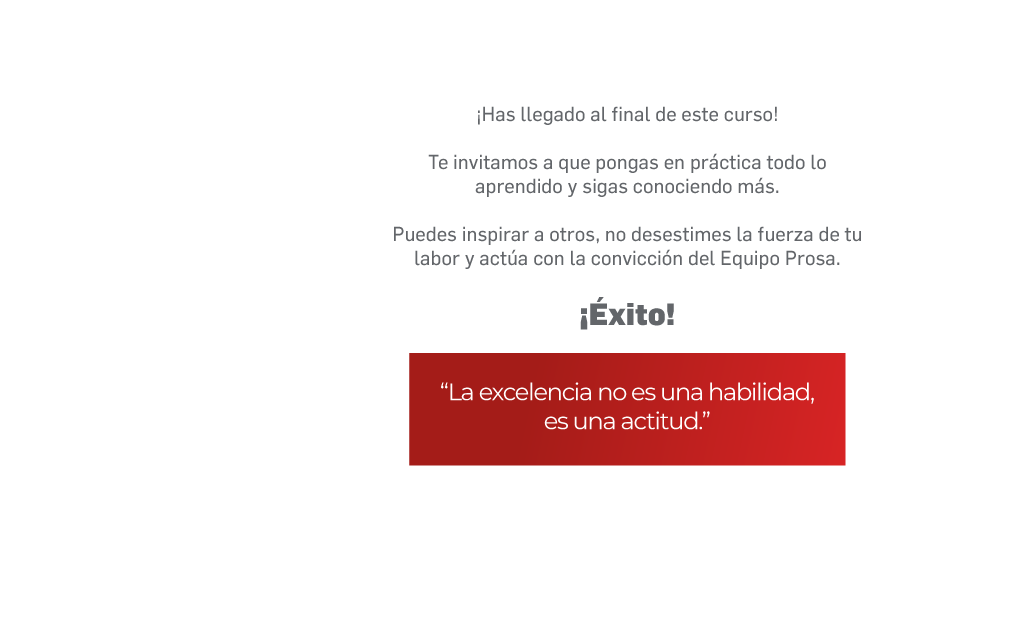 ¡Has llegado al final de este curso!
Te invitamos a que pongas en práctica todo lo
aprendido y sigas conociendo más.
Puedes inspirar a otros, no desestimes la fuerza de tu
labor y actúa con la convicción del Equipo Prosa.
¡Éxito!
“La excelencia no es una habilidad,
es una actitud.”